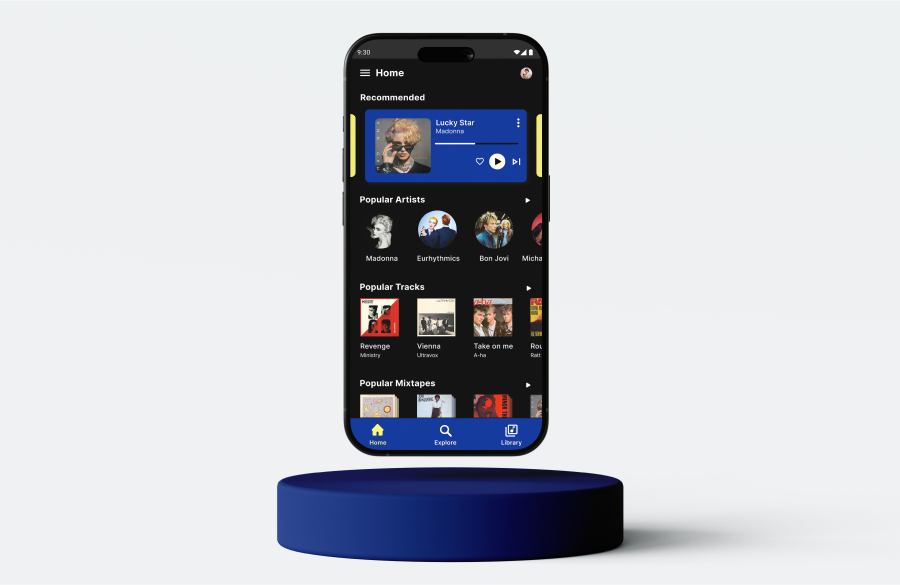 9:30
Home
Recommended
Lucky Star
Madonna
Popular Artists
Madonna
Eurhythmics
Bon Jovi
Micha
Popular Tracks
Revenge
Ministry
Vienna
Ultravox
Take on me
A-ha
Rou
Ratt
Popular Mixtapes
Home
Explore
Library